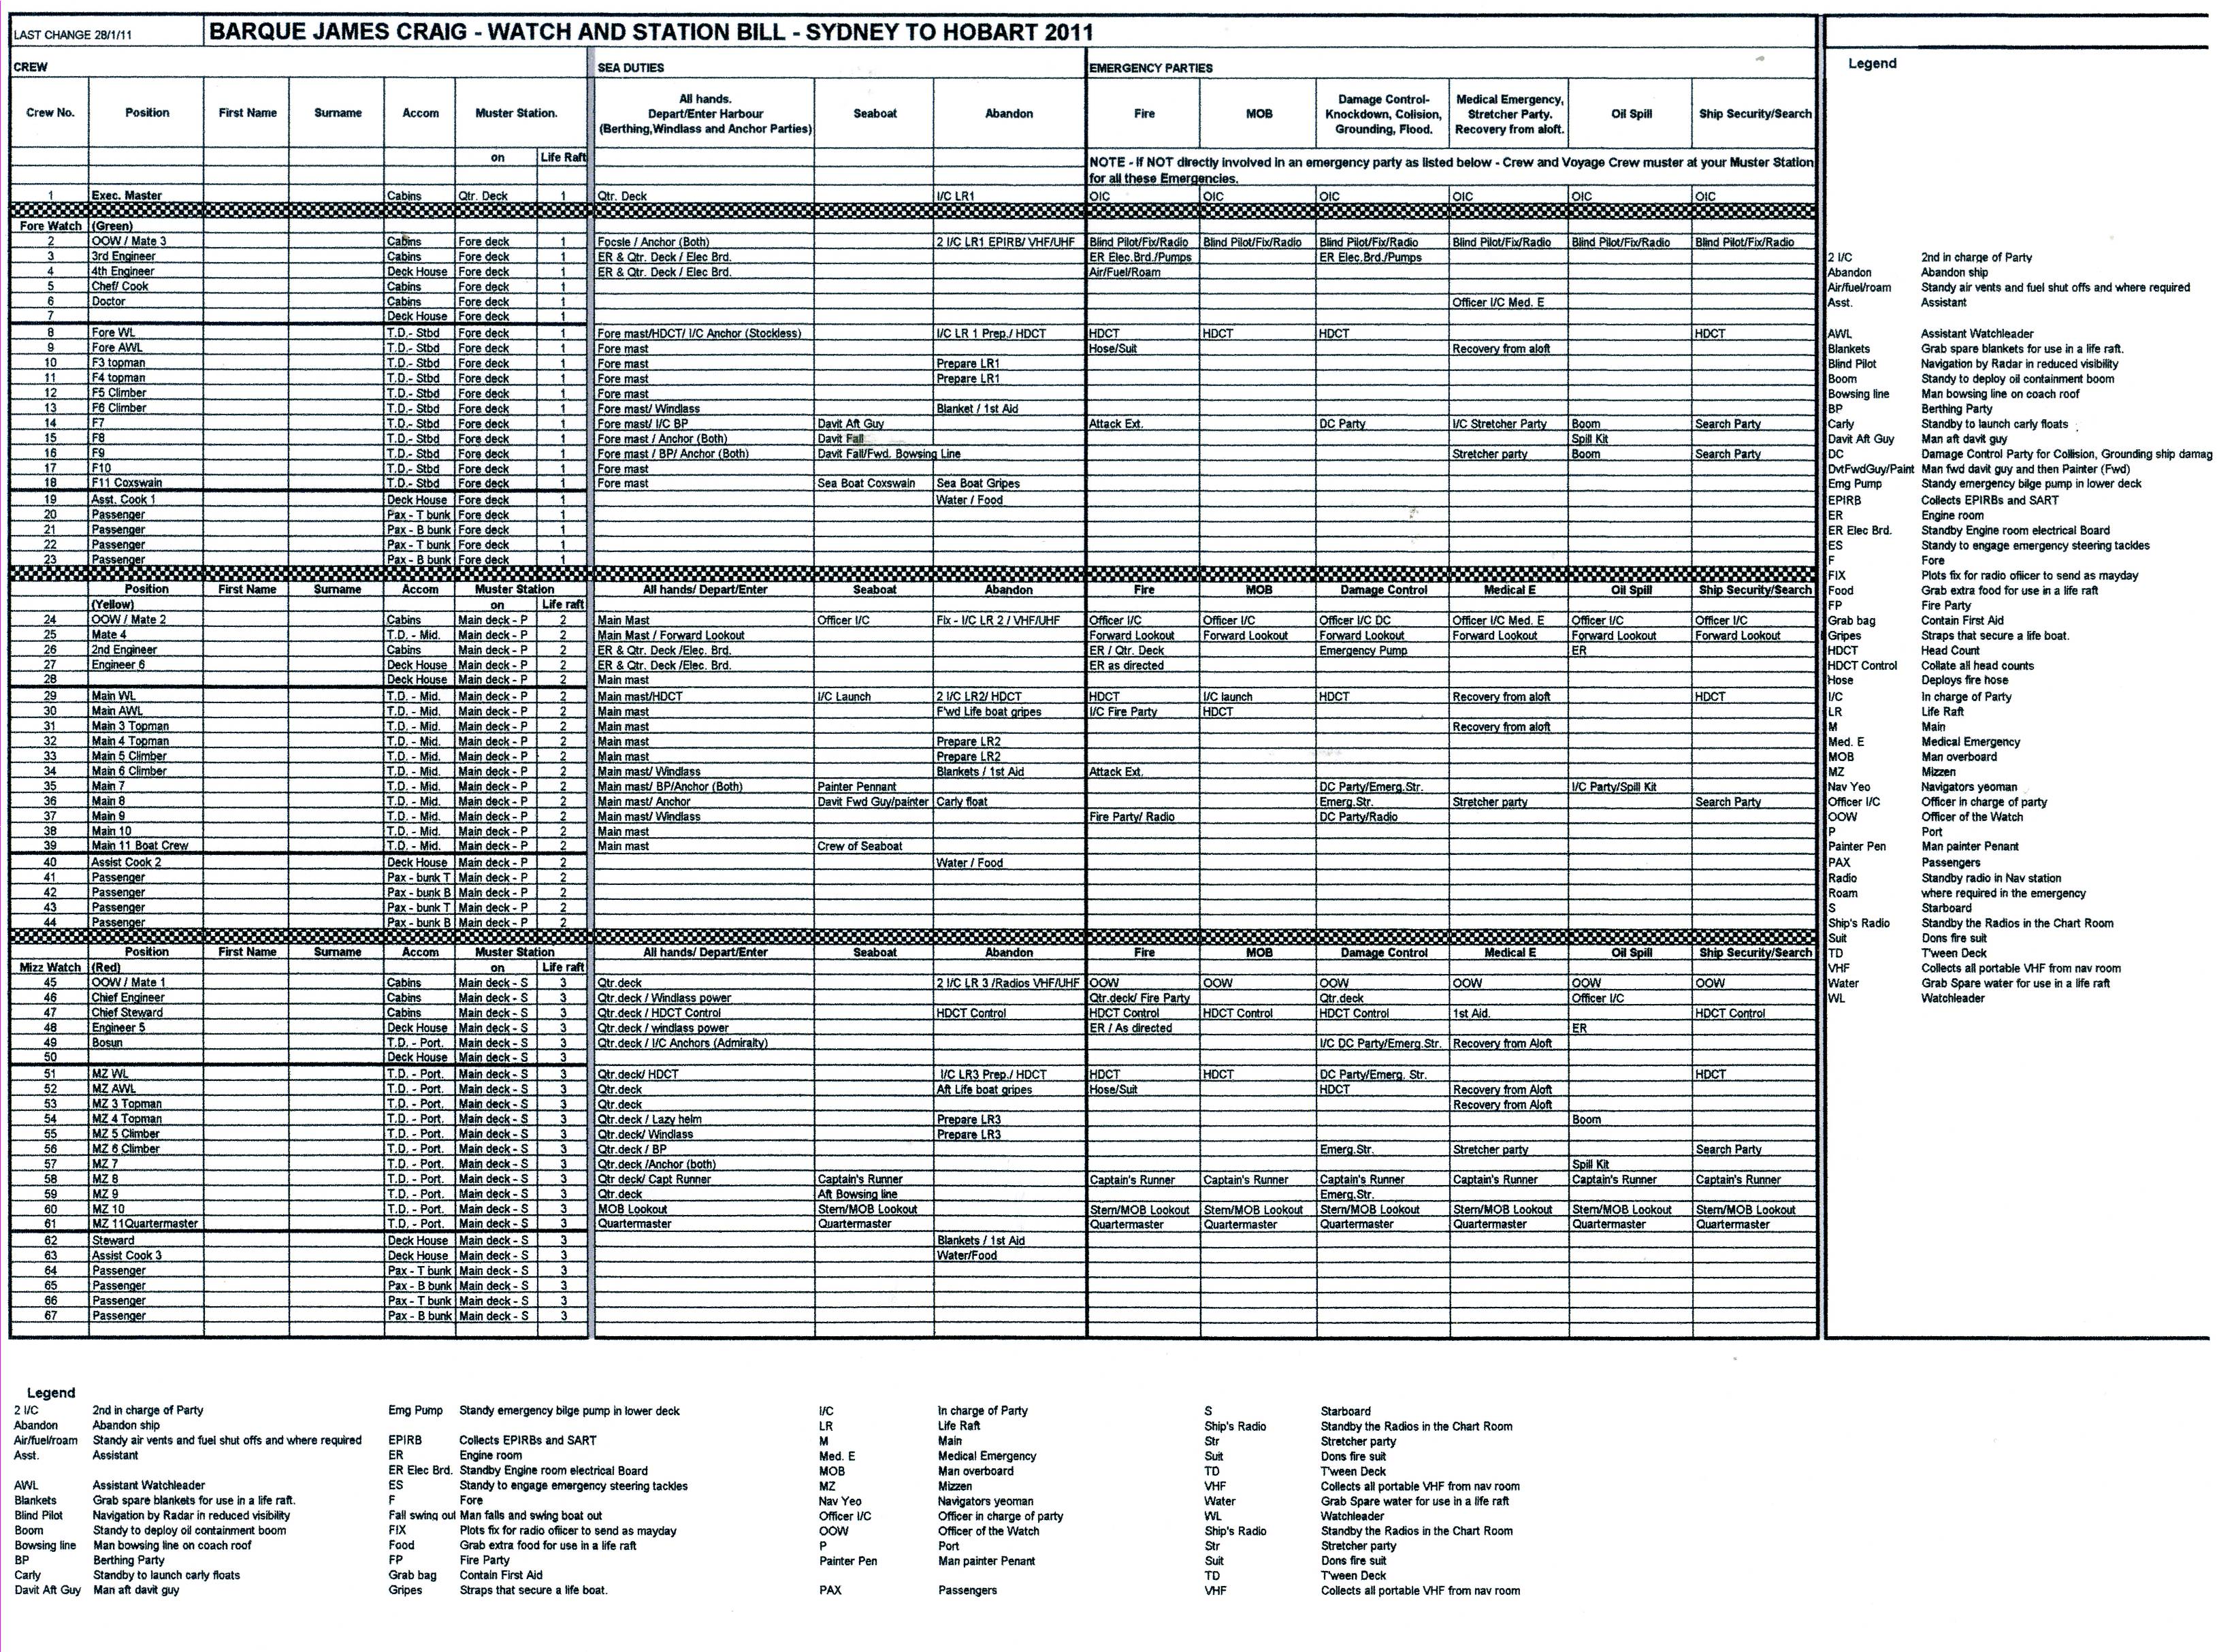 LAST CHANGE 28/1/11 BARQUE JAMES CRAIG - WATCH AND STATION BILL - SYDNEY TO HOBART 2011
CREW SEA DUTIES EMERGENCY PARTIES Legend
Crew No. Position First Name Surname Accom Muster Station. All hands. Depart/Enter Harbour (Berthing,Windlass and Anchor Parties) Seaboat Abandon Fire MOB Damage Control- Knockdown, Colision, Grounding, Flood. Medical Emergency, Stretcher Party. Recovery from aloft. Oil Spill Ship Security/Search
on Life Raft NOTE - If NOT directly involved in an emergency party as listed below - Crew and Voyage Crew muster at your Muster Station
for all these Emergencies.
1 Exec. Master Cabins Qtr. Deck 1 Qtr. Deck I/C LR1 OIC OIC OIC OIC OIC OIC
Fore Watch (Green)
2 OOW / Mate 3 Cabins Fore deck 1 Focsle / Anchor (Both) 2 I/C LR1 EPIRB/ VHF/UHF Blind Pilot/Fix/Radio Blind Pilot/Fix/Radio Blind Pilot/Fix/Radio Blind Pilot/Fix/Radio Blind Pilot/Fix/Radio Blind Pilot/Fix/Radio
3 3rd Engineer Cabins Fore deck 1 ER & Qtr. Deck / Elec Brd. ER Elec.Brd./Pumps ER Elec.Brd./Pumps
4 4th Engineer Deck House Fore deck 1 ER & Qtr. Deck / Elec Brd. Air/Fuel/Roam
5 Chef/ Cook Cabins Fore deck 1
6 Doctor Cabins Fore deck 1 Officer I/C Med. E
7 Deck House Fore deck 1
8 Fore WL T.D.- Stbd Fore deck 1 Fore mast/HDCT/ I/C Anchor (Stockless) I/C LR 1 Prep./ HDCT HDCT HDCT HDCT HDCT
9 Fore AWL T.D.- Stbd Fore deck 1 Fore mast Hose/Suit Recovery from aloft
10 F3 topman T.D.- Stbd Fore deck 1 Fore mast Prepare LR1
11 F4 topman T.D.- Stbd Fore deck 1 Fore mast Prepare LR1
12 F5 Climber T.D.- Stbd Fore deck 1 Fore mast
13 F6 Climber T.D.- Stbd Fore deck 1 Fore mast/ Windlass Blanket / 1st Aid
14 F7 T.D.- Stbd Fore deck 1 Fore mast/ I/C BP Davit Aft Guy Attack Ext. DC Party I/C Stretcher Party Boom Search Party
15 F8 T.D.- Stbd Fore deck 1 Fore mast / Anchor (Both) Davit Fall Spill Kit
16 F9 T.D.- Stbd Fore deck 1 Fore mast / BP/ Anchor (Both) Davit Fall/Fwd. Bowsing Line Stretcher party Boom Search Party
17 F10 T.D.- Stbd Fore deck 1 Fore mast
18 F11 Coxswain T.D.- Stbd Fore deck 1 Fore mast Sea Boat Coxswain Sea Boat Gripes
19 Asst. Cook 1 Deck House Fore deck 1 Water / Food
20 Passenger Pax - T bunk Fore deck 1
21 Passenger Pax - B bunk Fore deck 1
22 Passenger Pax - T bunk Fore deck 1
23 Passenger Pax - B bunk Fore deck 1
Position First Name Surname Accom Muster Station All hands/ Depart/Enter Seaboat Abandon Fire MOB Damage Control Medical E Oil Spill Ship Security/Search
(Yellow) on Life raft
24 OOW / Mate 2 Cabins Main deck - P 2 Main Mast Officer I/C Fix - I/C LR 2 / VHF/UHF Officer I/C Officer I/C Officer I/C DC Officer I/C Med. E Officer I/C Officer I/C
25 Mate 4 T.D. - Mid. Main deck - P 2 Main Mast / Forward Lookout Forward Lookout Forward Lookout Forward Lookout Forward Lookout Forward Lookout Forward Lookout
26 2nd Engineer Cabins Main deck - P 2 ER & Qtr. Deck /Elec. Brd. ER / Qtr. Deck Emergency Pump ER
27 Engineer 6 Deck House Main deck - P 2 ER & Qtr. Deck /Elec. Brd. ER as directed
28 Deck House Main deck - P 2 Main mast
29 Main WL T.D. - Mid. Main deck - P 2 Main mast/HDCT I/C Launch 2 I/C LR2/ HDCT HDCT I/C launch HDCT Recovery from aloft HDCT
30 Main AWL T.D. - Mid. Main deck - P 2 Main mast F'wd Life boat gripes I/C Fire Party HDCT
31 Main 3 Topman T.D. - Mid. Main deck - P 2 Main mast Recovery from aloft
32 Main 4 Topman T.D. - Mid. Main deck - P 2 Main mast Prepare LR2
33 Main 5 Climber T.D. - Mid. Main deck - P 2 Main mast Prepare LR2
34 Main 6 Climber T.D. - Mid. Main deck - P 2 Main mast/ Windlass Blankets / 1st Aid Attack Ext.
35 Main 7 T.D. - Mid. Main deck - P 2 Main mast/ BP/Anchor (Both) Painter Pennant DC Party/Emerg.Str. I/C Party/Spill Kit
36 Main 8 T.D. - Mid. Main deck - P 2 Main mast/ Anchor Davit Fwd Guy/painter Carly float Emerg.Str. Stretcher party Search Party
37 Main 9 T.D. - Mid. Main deck - P 2 Main mast/ Windlass Fire Party/ Radio DC Party/Radio
38 Main 10 T.D. - Mid. Main deck - P 2 Main mast
39 Main 11 Boat Crew T.D. - Mid. Main deck - P 2 Main mast Crew of Seaboat
40 Assist Cook 2 Deck House Main deck - P 2 Water / Food
41 Passenger Pax - bunk T Main deck - P 2
42 Passenger Pax - bunk B Main deck - P 2
43 Passenger Pax - bunk T Main deck - P 2
44 Passenger Pax - bunk B Main deck - P 2
Position First Name Surname Accom Muster Station All hands/ Depart/Enter Seaboat Abandon Fire MOB Damage Control Medical E Oil Spill Ship Security/Search
Mizz Watch (Red) on Life raft
45 OOW / Mate 1 Cabins Main deck - S 3 Qtr.deck 2 I/C LR 3 /Radios VHF/UHF OOW OOW OOW OOW OOW OOW
46 Chief Engineer Cabins Main deck - S 3 Qtr.deck / Windlass power Qtr.deck/ Fire Party Qtr.deck Officer I/C
47 Chief Steward Cabins Main deck - S 3 Qtr.deck / HDCT Control HDCT Control HDCT Control HDCT Control HDCT Control 1st Aid. HDCT Control
48 Engineer 5 Deck House Main deck - S 3 Qtr.deck / windlass power ER / As directed ER
49 Bosun T.D. - Port. Main deck - S 3 Qtr.deck / I/C Anchors (Admiralty) I/C DC Party/Emerg.Str. Recovery from Aloft
50 Deck House Main deck - S 3
51 MZ WL T.D. - Port. Main deck - S 3 Qtr.deck/ HDCT I/C LR3 Prep./ HDCT HDCT HDCT DC Party/Emerg. Str. HDCT
52 MZ AWL T.D. - Port. Main deck - S 3 Qtr.deck Aft Life boat gripes Hose/Suit HDCT Recovery from Aloft
53 MZ 3 Topman T.D. - Port. Main deck - S 3 Qtr.deck Recovery from Aloft
54 MZ 4 Topman T.D. - Port. Main deck - S 3 Qtr.deck / Lazy helm Prepare LR3 Boom
55 MZ 5 Climber T.D. - Port. Main deck - S 3 Qtr.deck/ Windlass Prepare LR3
56 MZ 6 Climber T.D. - Port. Main deck - S 3 Qtr.deck / BP Emerg.Str. Stretcher party Search Party
57 MZ 7 T.D. - Port. Main deck - S 3 Qtr.deck /Anchor (both) Spill Kit
58 MZ 8 T.D. - Port. Main deck - S 3 Qtr deck/ Capt Runner Captain's Runner Captain's Runner Captain's Runner Captain's Runner Captain's Runner Captain's Runner Captain's Runner
59 MZ 9 T.D. - Port. Main deck - S 3 Qtr.deck Aft Bowsing line Emerg.Str.
60 MZ 10 T.D. - Port. Main deck - S 3 MOB Lookout Stern/MOB Lookout Stern/MOB Lookout Stern/MOB Lookout Stern/MOB Lookout Stern/MOB Lookout Stern/MOB Lookout Stern/MOB Lookout
61 MZ 11Quartermaster T.D. - Port. Main deck - S 3 Quartermaster Quartermaster Quartermaster Quartermaster Quartermaster Quartermaster Quartermaster Quartermaster
62 Steward Deck House Main deck - S 3 Blankets / 1st Aid
63 Assist Cook 3 Deck House Main deck - S 3 Water/Food
64 Passenger Pax - T bunk Main deck - S 3
65 Passenger Pax - B bunk Main deck - S 3
66 Passenger Pax - T bunk Main deck - S 3
67 Passenger Pax - B bunk Main deck - S 3
2 I/C 2nd in charge of Party
Abandon Abandon ship
Air/fuel/roam Standy air vents and fuel shut offs and where required
Asst. Assistant
AWL Assistant Watchleader
Blankets Grab spare blankets for use in a life raft.
Blind Pilot Navigation by Radar in reduced visibility
Boom Standy to deploy oil containment boom
Bowsing line Man bowsing line on coach roof
BP Berthing Party
Carly Standby to launch carly floats
Davit Aft Guy Man aft davit guy
DC Damage Control Party for Collision, Grounding ship damag
DvtFwdGuy/Paint Man fwd davit guy and then Painter (Fwd)
Emg Pump Standy emergency bilge pump in lower deck
EPIRB Collects EPIRBs and SART
ER Engine room
ER Elec Brd. Standby Engine room electrical Board
ES Standy to engage emergency steering tackles
F Fore
FIX Plots fix for radio oficer to send as mayday
Food Grab extra food for use in a life raft
FP Fire Party
Grab bag Contain First Aid
Gripes Straps that secure a life boat.
HDCT Head Count
HDCT Control Collate all head counts
Hose Deploys fire hose
I/C In charge of Party
LR Life Raft
M Main
Med. E Medical Emergency
MOB Man overboard
MZ Mizzen
Nav Yeo Navigators yeoman
Officer I/C Officer in charge of party
OOW Officer of the Watch
P Port
Painter Pen Man painter Penant
PAX Passengers
Radio Standby radio in Nav station
Roam where required in the emergency
S Starboard
Ship's Radio Standby the Radios in the Chart Room
Suit Dons fire suit
TD T'ween Deck
VHF Collects all portable VHF from nav room
Water Grab Spare water for use in a life raft
WL Watchleader
Legend
2 I/C 2nd in charge of Party Emg Pump Standy emergency bilge pump in lower deck I/C In charge of Party S Starboard
Abandon Abandon ship LR Life Raft Ship's Radio Standby the Radios in the Chart Room
Air/fuel/roam Standy air vents and fuel shut offs and where required EPIRB Collects EPIRBs and SART M Main Str Stretcher party
Asst. Assistant ER Engine room Med. E Medical Emergency Suit Dons fire suit
ER Elec Brd. Standby Engine room electrical Board MOB Man overboard TD T'ween Deck
AWL Assistant Watchleader ES Standy to engage emergency steering tackles MZ Mizzen VHF Collects all portable VHF from nav room
Blankets Grab spare blankets for use in a life raft. F Fore Nav Yeo Navigators yeoman Water Grab Spare water for use in a life raft
Blind Pilot Navigation by Radar in reduced visibility Fall swing out Man falls and swing boat out Officer I/C Officer in charge of party WL Watchleader
Boom Standy to deploy oil containment boom FIX Plots fix for radio oficer to send as mayday OOW Officer of the Watch Ship's Radio Standby the Radios in the Chart Room
Bowsing line Man bowsing line on coach roof Food Grab extra food for use in a life raft P Port Str Stretcher party
BP Berthing Party FP Fire Party Painter Pen Man painter Penant Suit Dons fire suit
Carly Standby to launch carly floats Grab bag Contain First Aid TD T'ween Deck
Davit Aft Guy Man aft davit guy Gripes Straps that secure a life boat. PAX Passengers VHF Collects all portable VHF from nav room